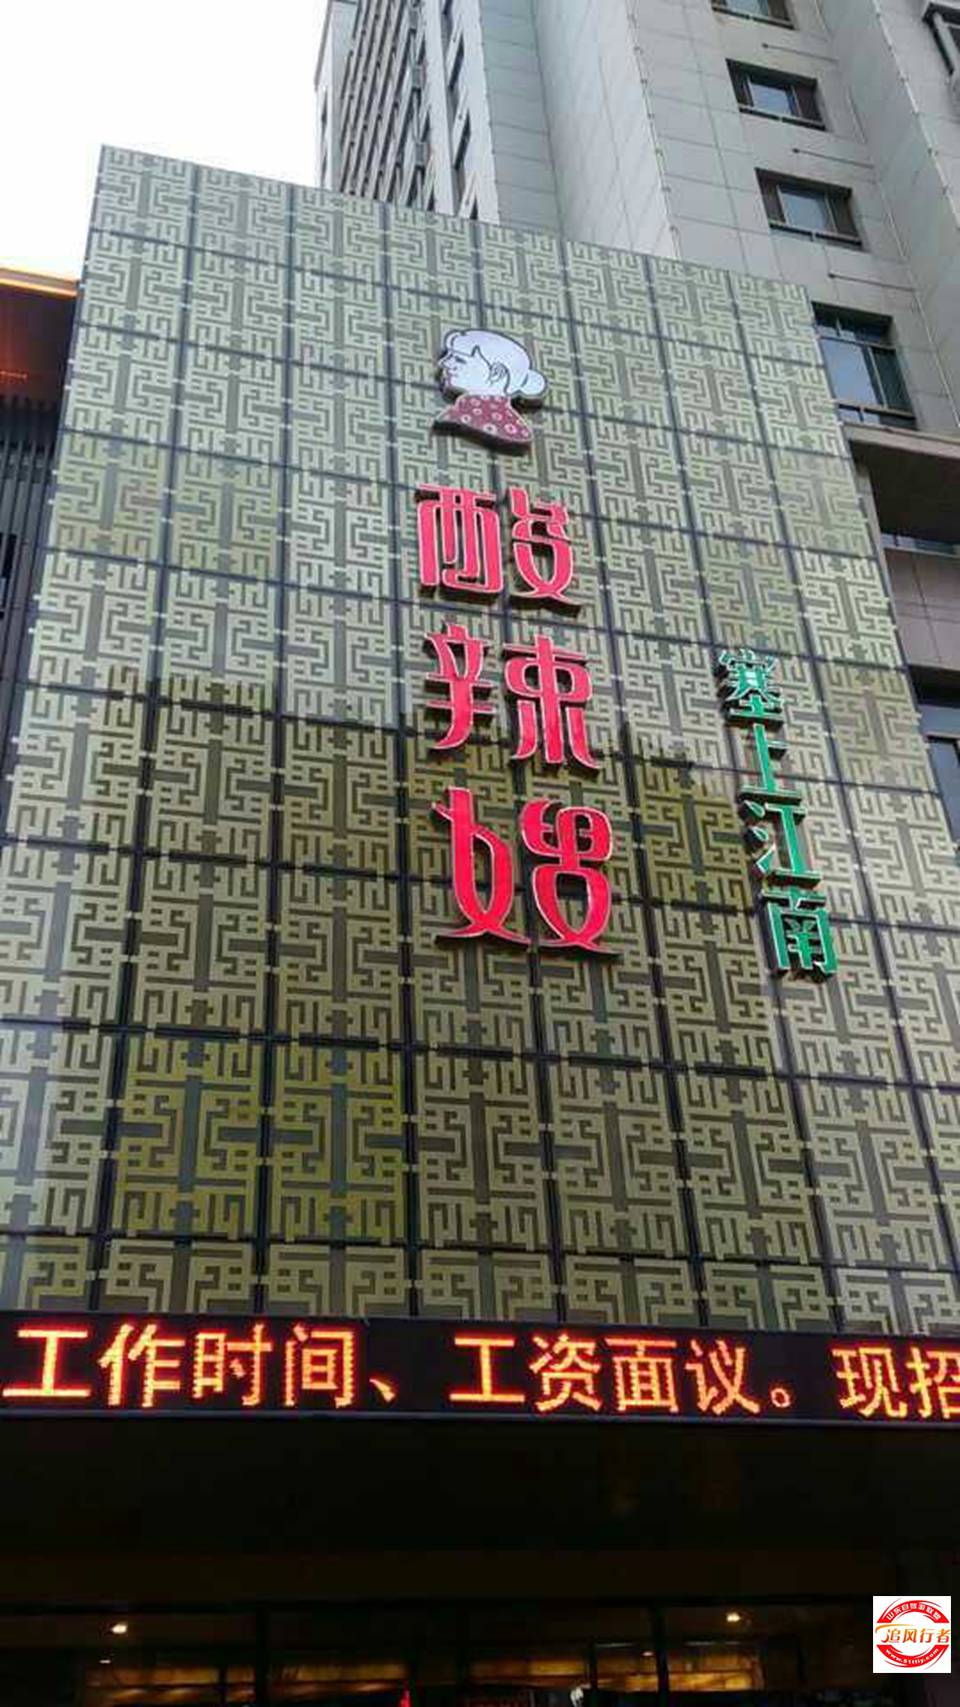 酸辣嫂
塞上江南
工作时间、工资面议。现招
追风行者